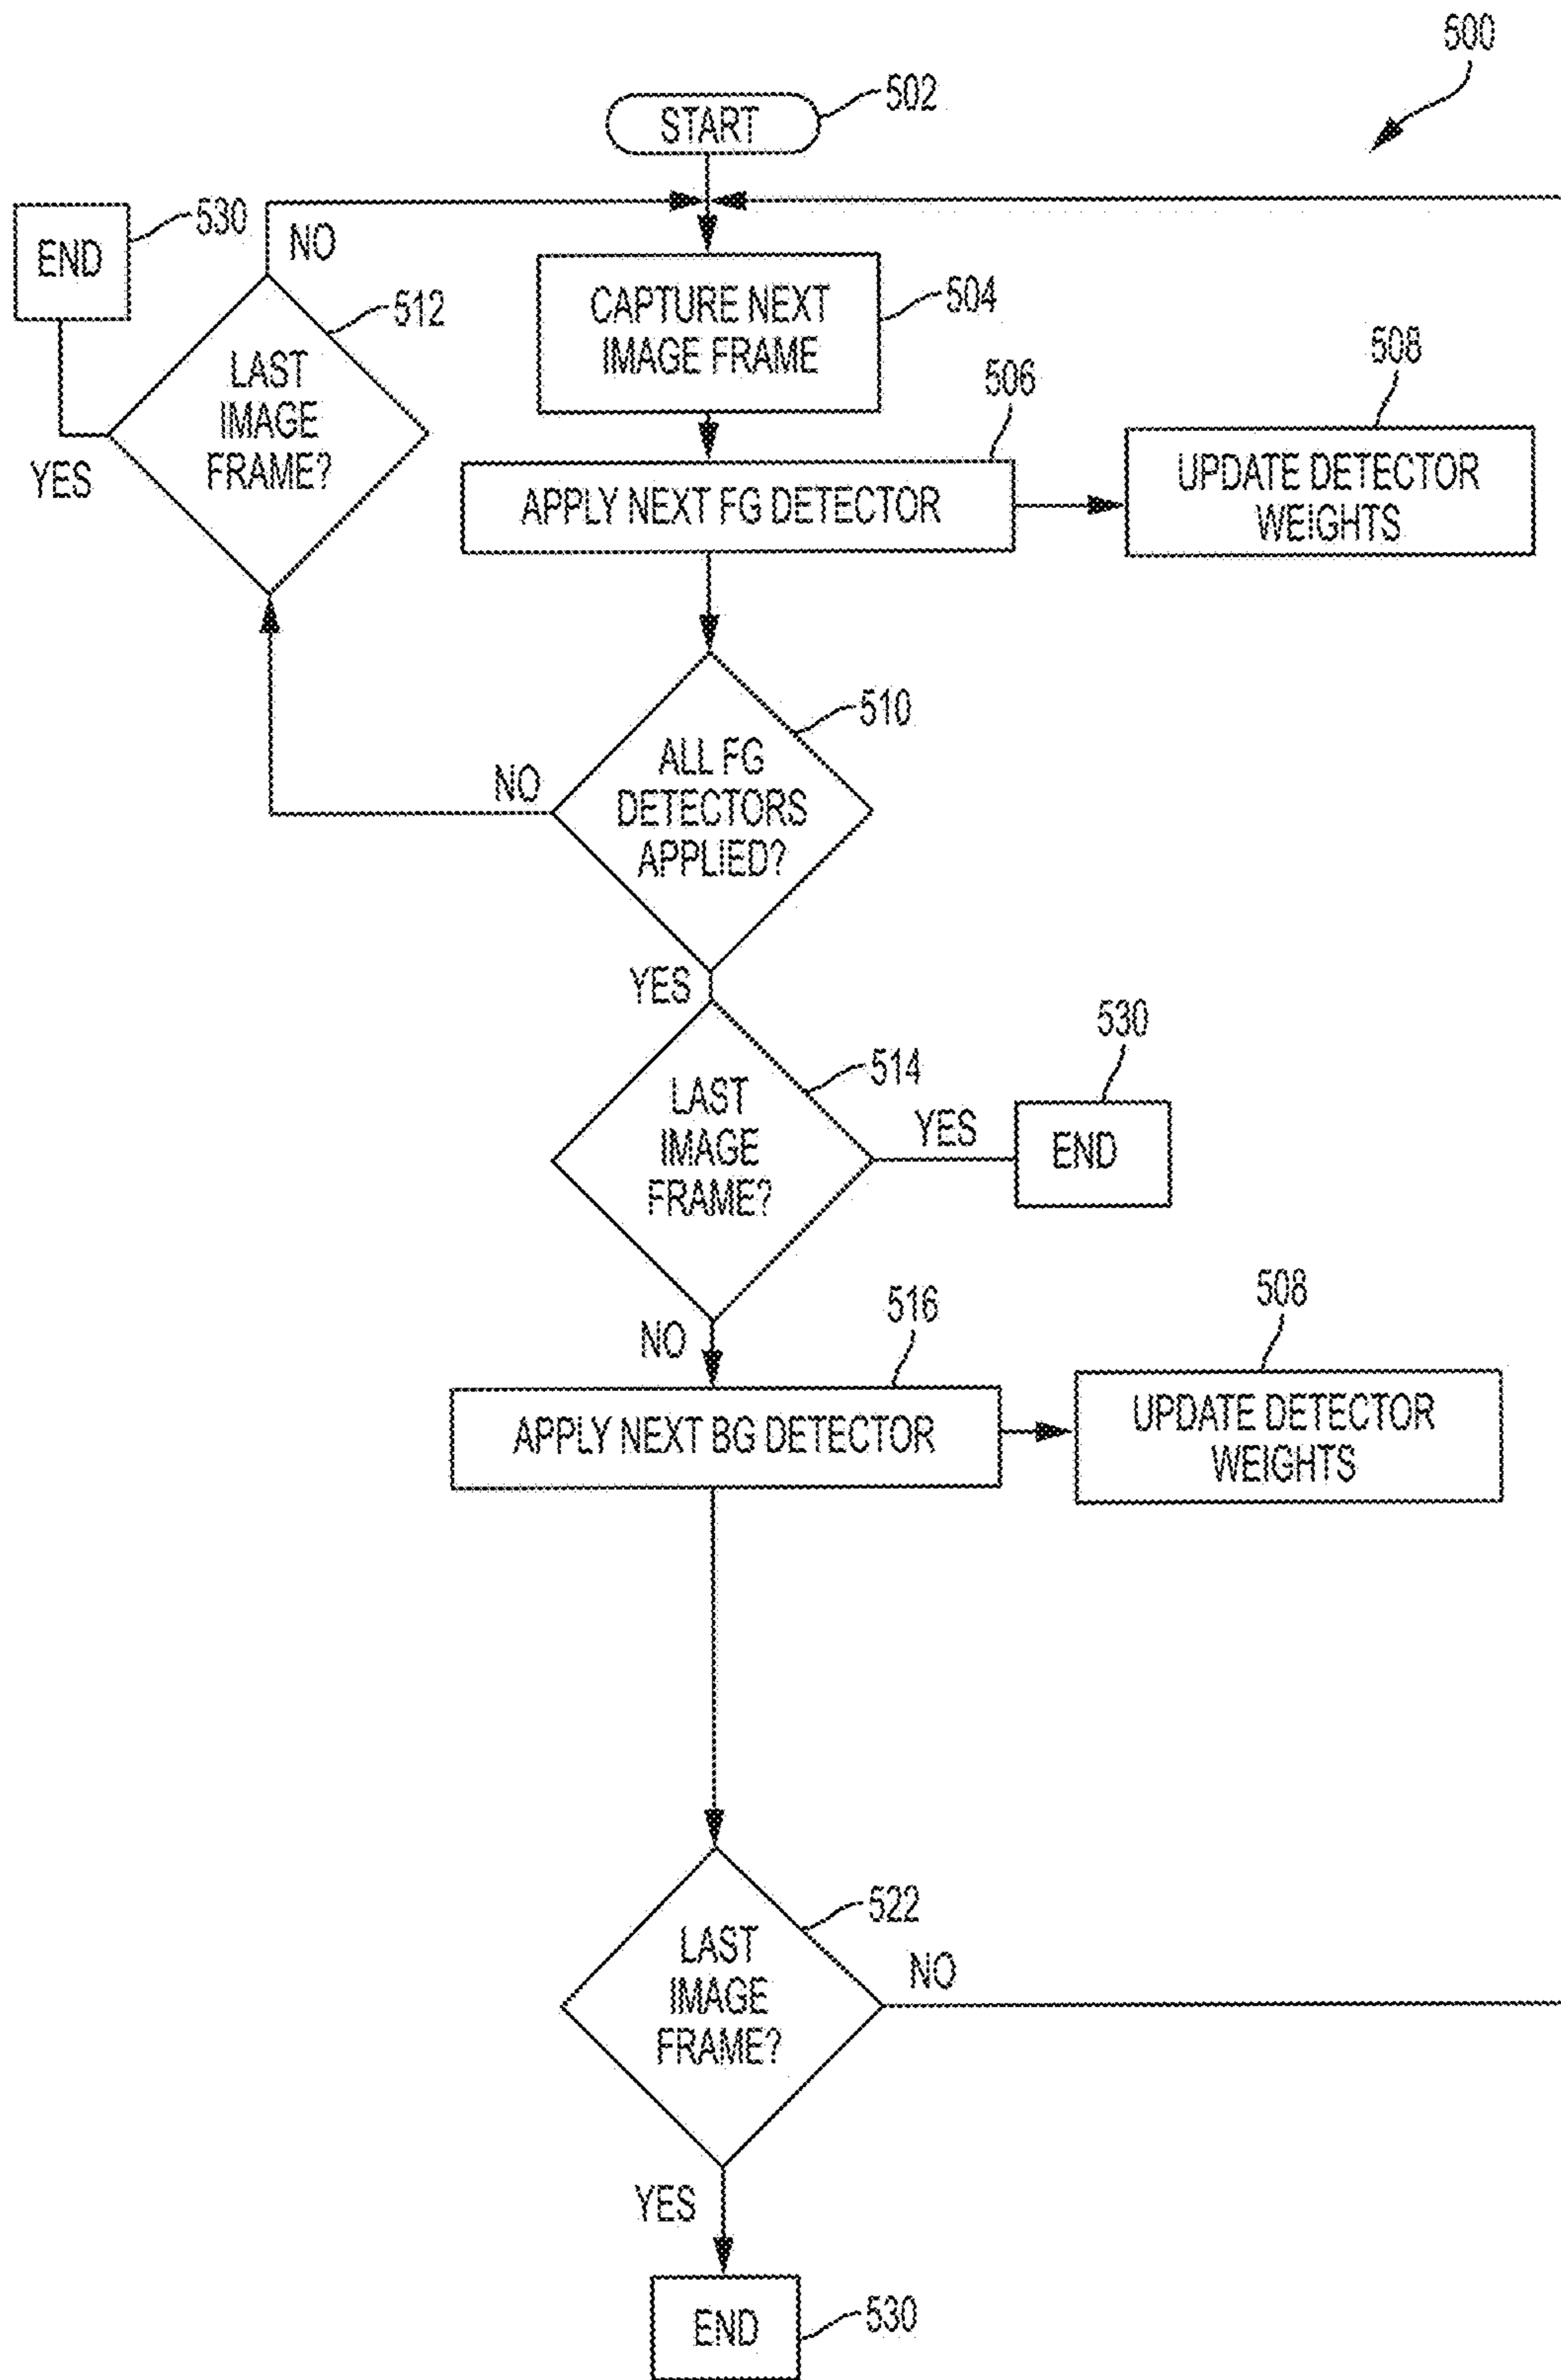 500
START
502
530
END
NO
512
CAPTURE NEXT
IMAGE FRAME
504
LAST
IMAGE
FRAME?
YES
506
508
APPLY NEXT FG DETECTOR
UPDATE DETECTOR
WEIGHTS
510
ALL FG
DETECTORS
APPLIED?
NO
YES
514
LAST
IMAGE
FRAME?
YES
530
END
NO
516
508
APPLY NEXT BG DETECTOR
UPDATE DETECTOR
WEIGHTS
522
LAST
IMAGE
FRAME?
NO
YES
END
530